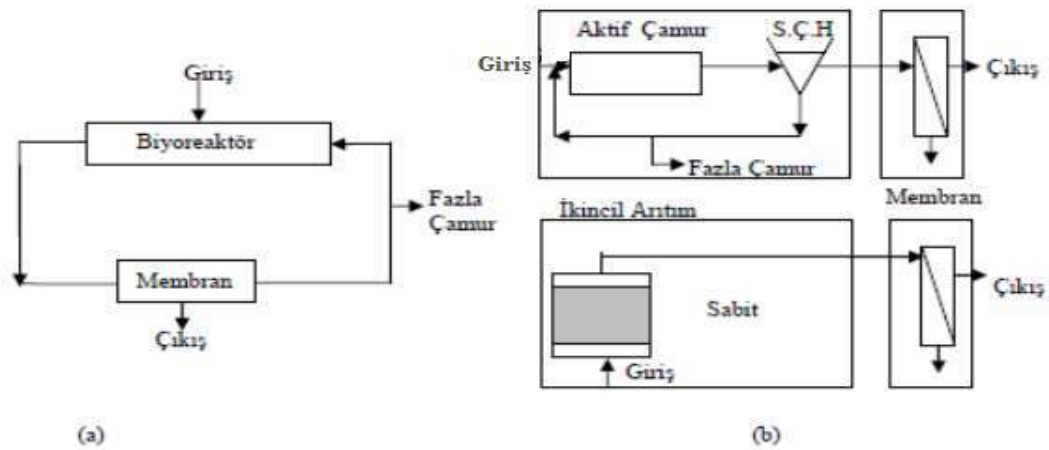 Giriş
Biyoreaktör
Fazla
Çamur
Membran
Çıkış
(a)
Aktif Çamur
S.Ç.H
Giriş
Çıkış
Fazla Çamur
Membran
İkincil Arıtım
Sabit
Çıkış
Giriş
(b)